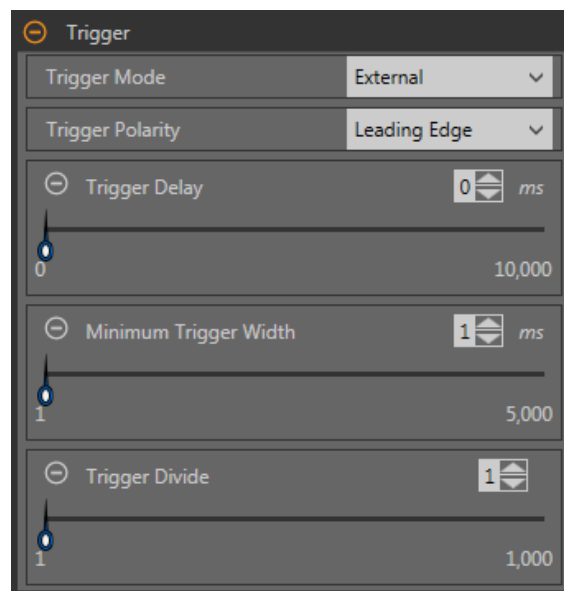 Trigger
Trigger Mode External
Trigger Polarity Leading Edge
Trigger Delay 0 ms
0 10,000
Minimum Trigger Width 1 ms
1 5,000
Trigger Divide 1
1 1,000